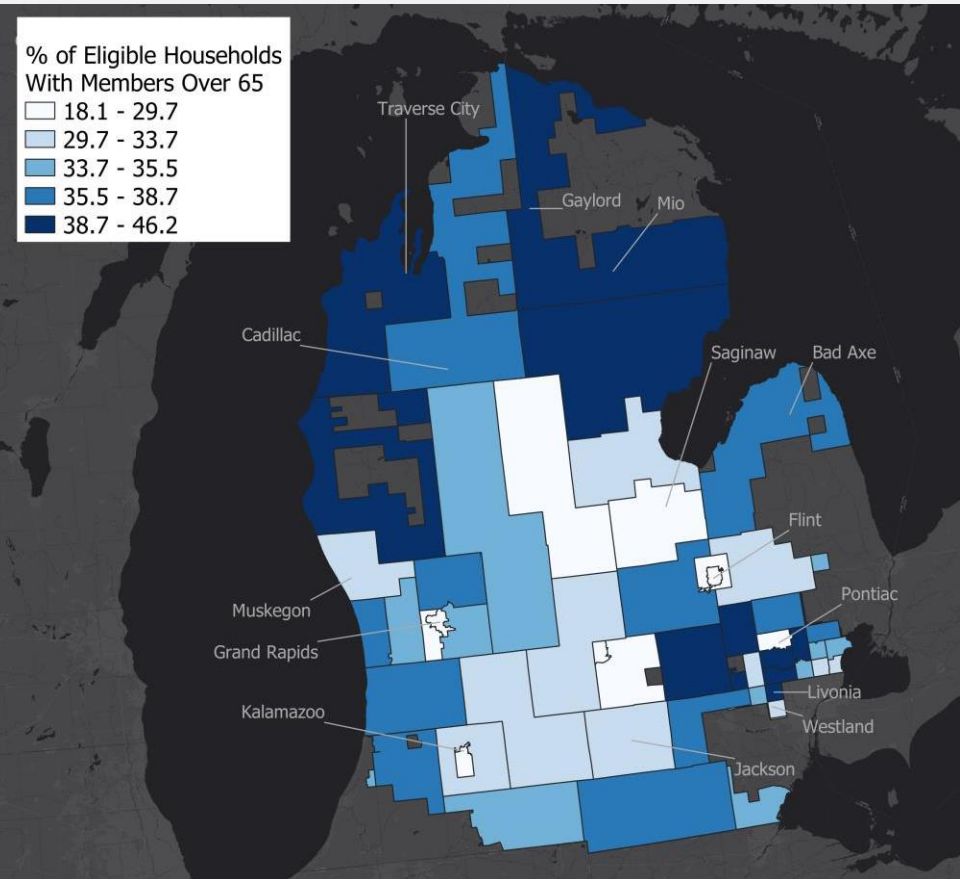 % of Eligible Households
With Members Over 65
18.1 - 29.7
29.7 - 33.7
33.7 - 35.5
35.5 - 38.7
38.7 - 46.2
Traverse City
Gaylord
Mio
Cadillac
Saginaw
Bad Axe
Flint
Pontiac
Muskegon
Grand Rapids
Livonia
Kalamazoo
Westland
Jackson